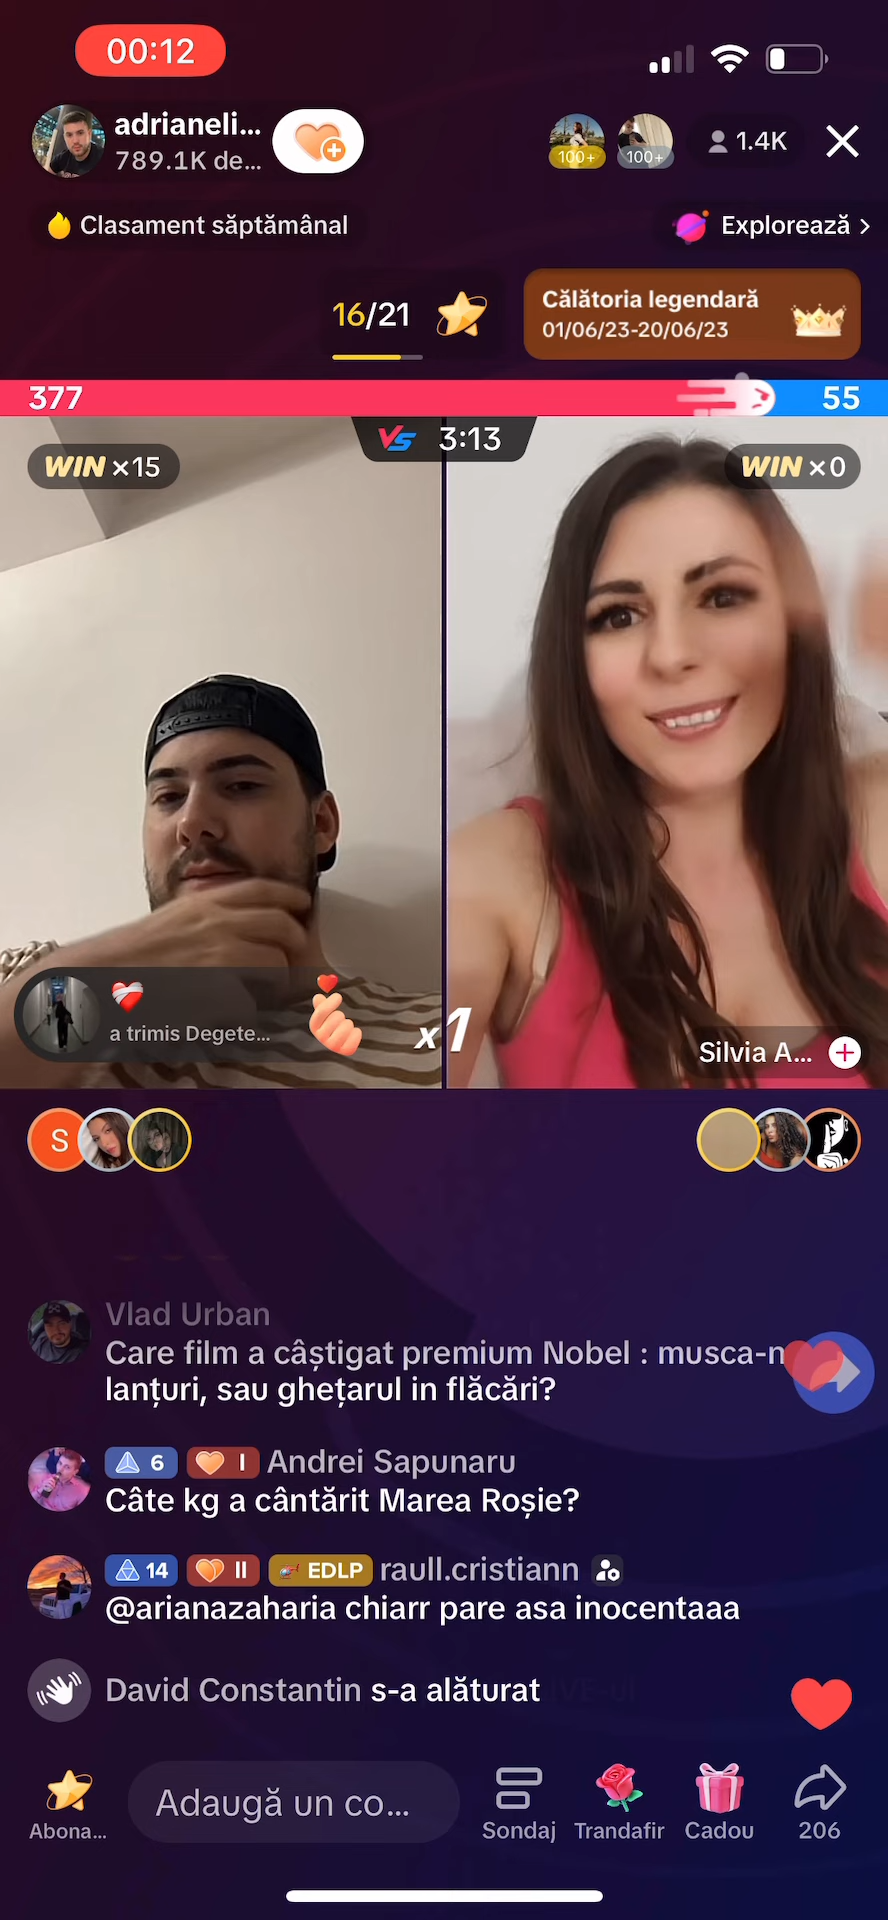 00:12
adrianeli...
789.1K de...
100+
100+
1.4K
Clasament săptămânal
Explorează
16/21
Călătoria legendară
01/06/23-20/06/23
377
55
VS 3:13
WIN ×15
WIN ×0
a trimis Degete...
x1
Silvia A...
S
Vlad Urban
Care film a câștigat premium Nobel : musca-n
lanțuri, sau ghețarul in flăcări?
6 I Andrei Sapunaru
Câte kg a cântărit Marea Roșie?
14 II EDLP raull.cristiann
@arianazaharia chiarr pare asa inocentaaa
David Constantin s-a alăturat
Abona...
Adaugă un co...
Sondaj
Trandafir
Cadou
206